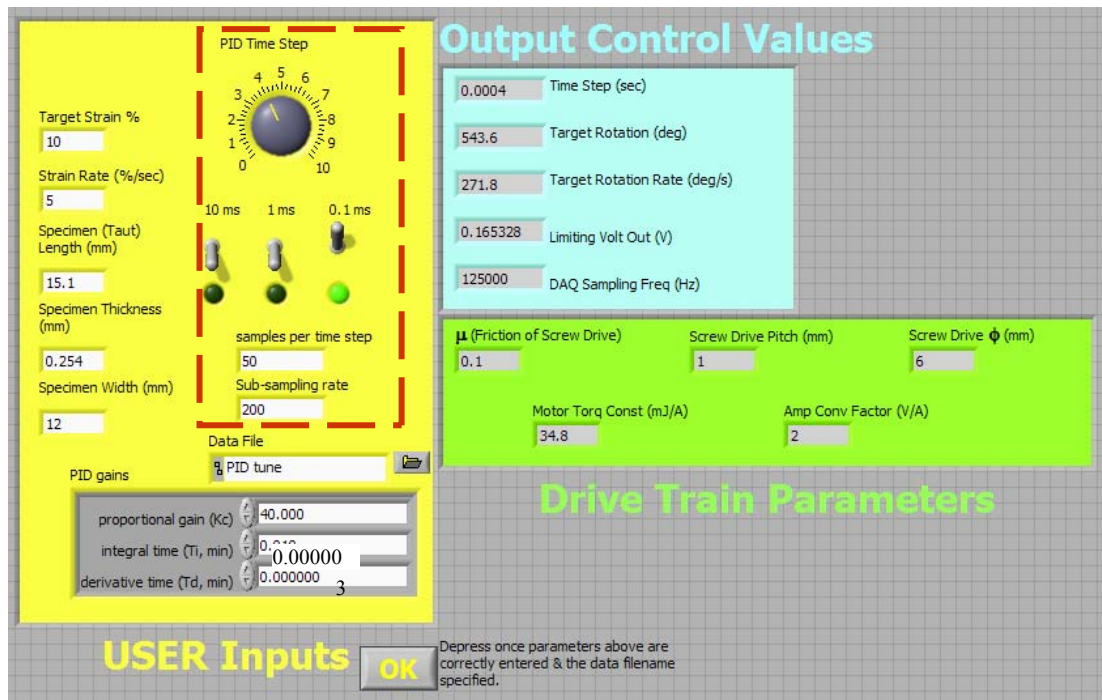 PID Time Step
0
1
2
3
4
5
6
7
8
9
10
Target Strain %
10
Strain Rate (%/sec)
5
Specimen (Taut)
Length (mm)
15.1
Specimen Thickness
(mm)
0.254
Specimen Width (mm)
12
10 ms 1 ms 0.1 ms
samples per time step
50
Sub-sampling rate
200
Data File
PID tune
PID gains
proportional gain (Kc) 40.000
integral time (Ti, min)
0.00000
derivative time (Td, min) 0.000000
3
USER Inputs
OK
Depress once parameters above are
correctly entered & the data filename
specified.
Output Control Values
0.0004 Time Step (sec)
543.6 Target Rotation (deg)
271.8 Target Rotation Rate (deg/s)
0.165328 Limiting Volt Out (V)
125000 DAQ Sampling Freq (Hz)
μ (Friction of Screw Drive) Screw Drive Pitch (mm) Screw Drive ϕ (mm)
0.1 1 6
Motor Torq Const (mJ/A) Amp Conv Factor (V/A)
34.8 2
Drive Train Parameters